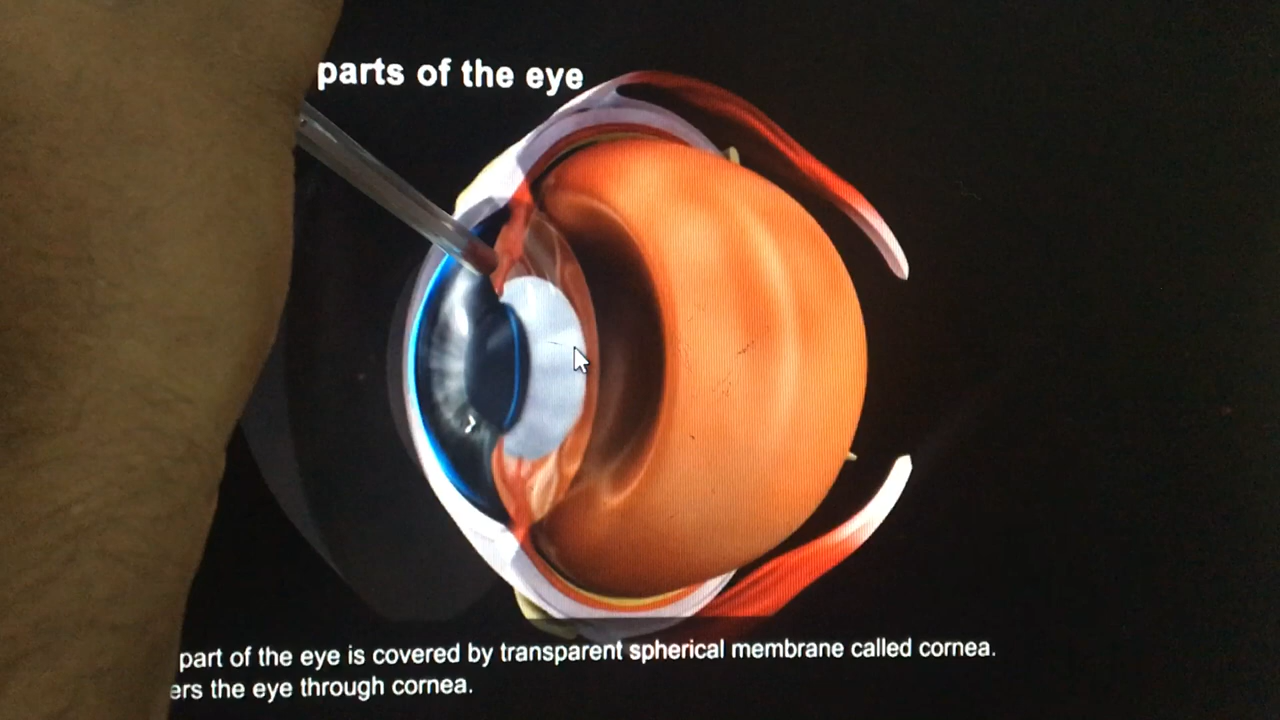 parts of the eye
part of the eye is covered by transparent spherical membrane called cornea.
ers the eye through cornea.